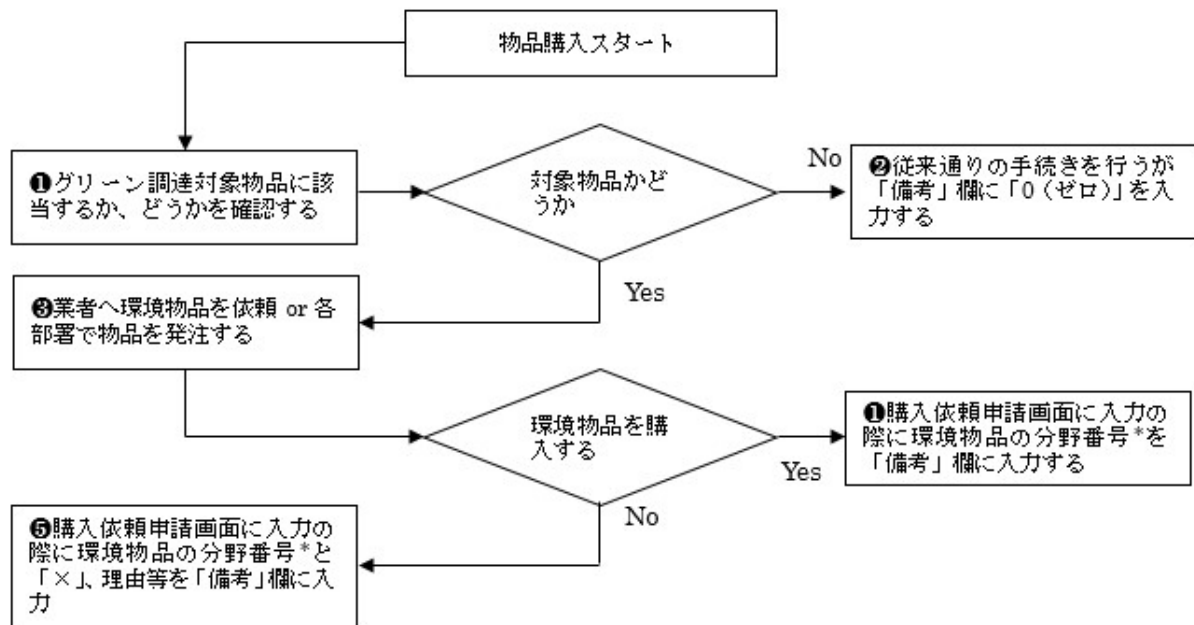 物品購入スタート
❶グリーン調達対象物品に該
当するか、どうかを確認する
対象物品かど
うか
No
❷従来通りの手続きを行うが
「備考」欄に「0（ゼロ）」を入
力する
Yes
❸業者へ環境物品を依頼 or 各
部署で物品を発注する
環境物品を購
入する
Yes
❶購入依頼申請画面に入力の
際に環境物品の分野番号*を
「備考」欄に入力する
No
❺購入依頼申請画面に入力の
際に環境物品の分野番号*と
「×」、理由等を「備考」欄に入
力